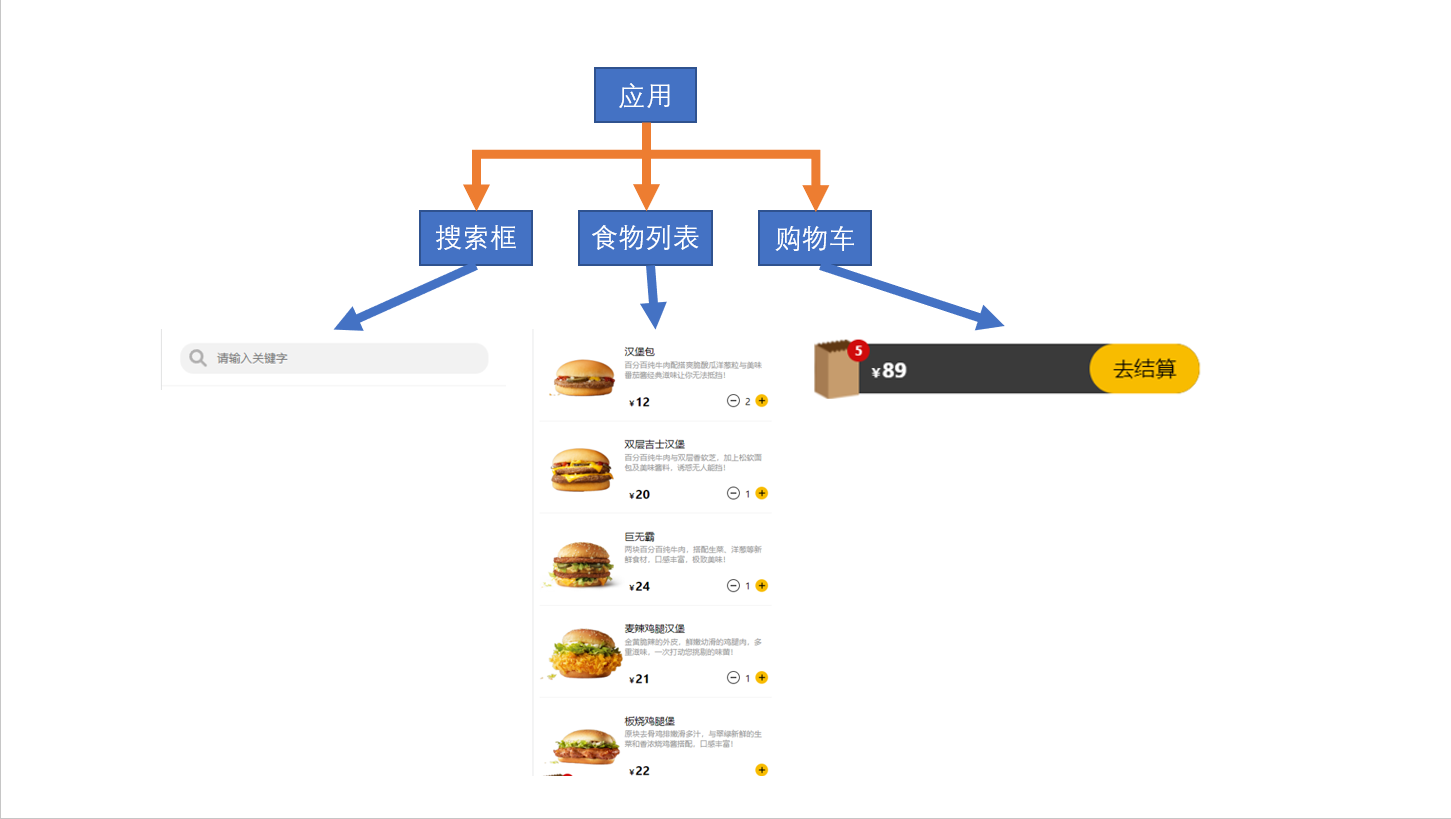 应用
搜索框
食物列表
购物车
请输入关键字
汉堡包
百分百纯牛肉配搭爽脆酸瓜洋葱粒与美味
番茄酱经典滋味让你无法抵挡!
¥12
2
双层吉士汉堡
百分百纯牛肉与双层香软芝,加上松软面
包及美味酱料,诱惑无人能挡!
¥20
1
巨无霸
两块百分百纯牛肉,搭配生菜、洋葱等新
鲜食材,口感丰富,极致美味!
¥24
1
麦辣鸡腿汉堡
金黄脆辣的外皮,鲜嫩幼滑的鸡腿肉,多
重滋味,一次打动您挑剔的味蕾!
¥21
1
板烧鸡腿堡
原块去骨鸡排嫩滑多汁,与翠绿新鲜的生
菜和香浓烧鸡酱搭配,口感丰富!
¥22
5
¥89
去结算